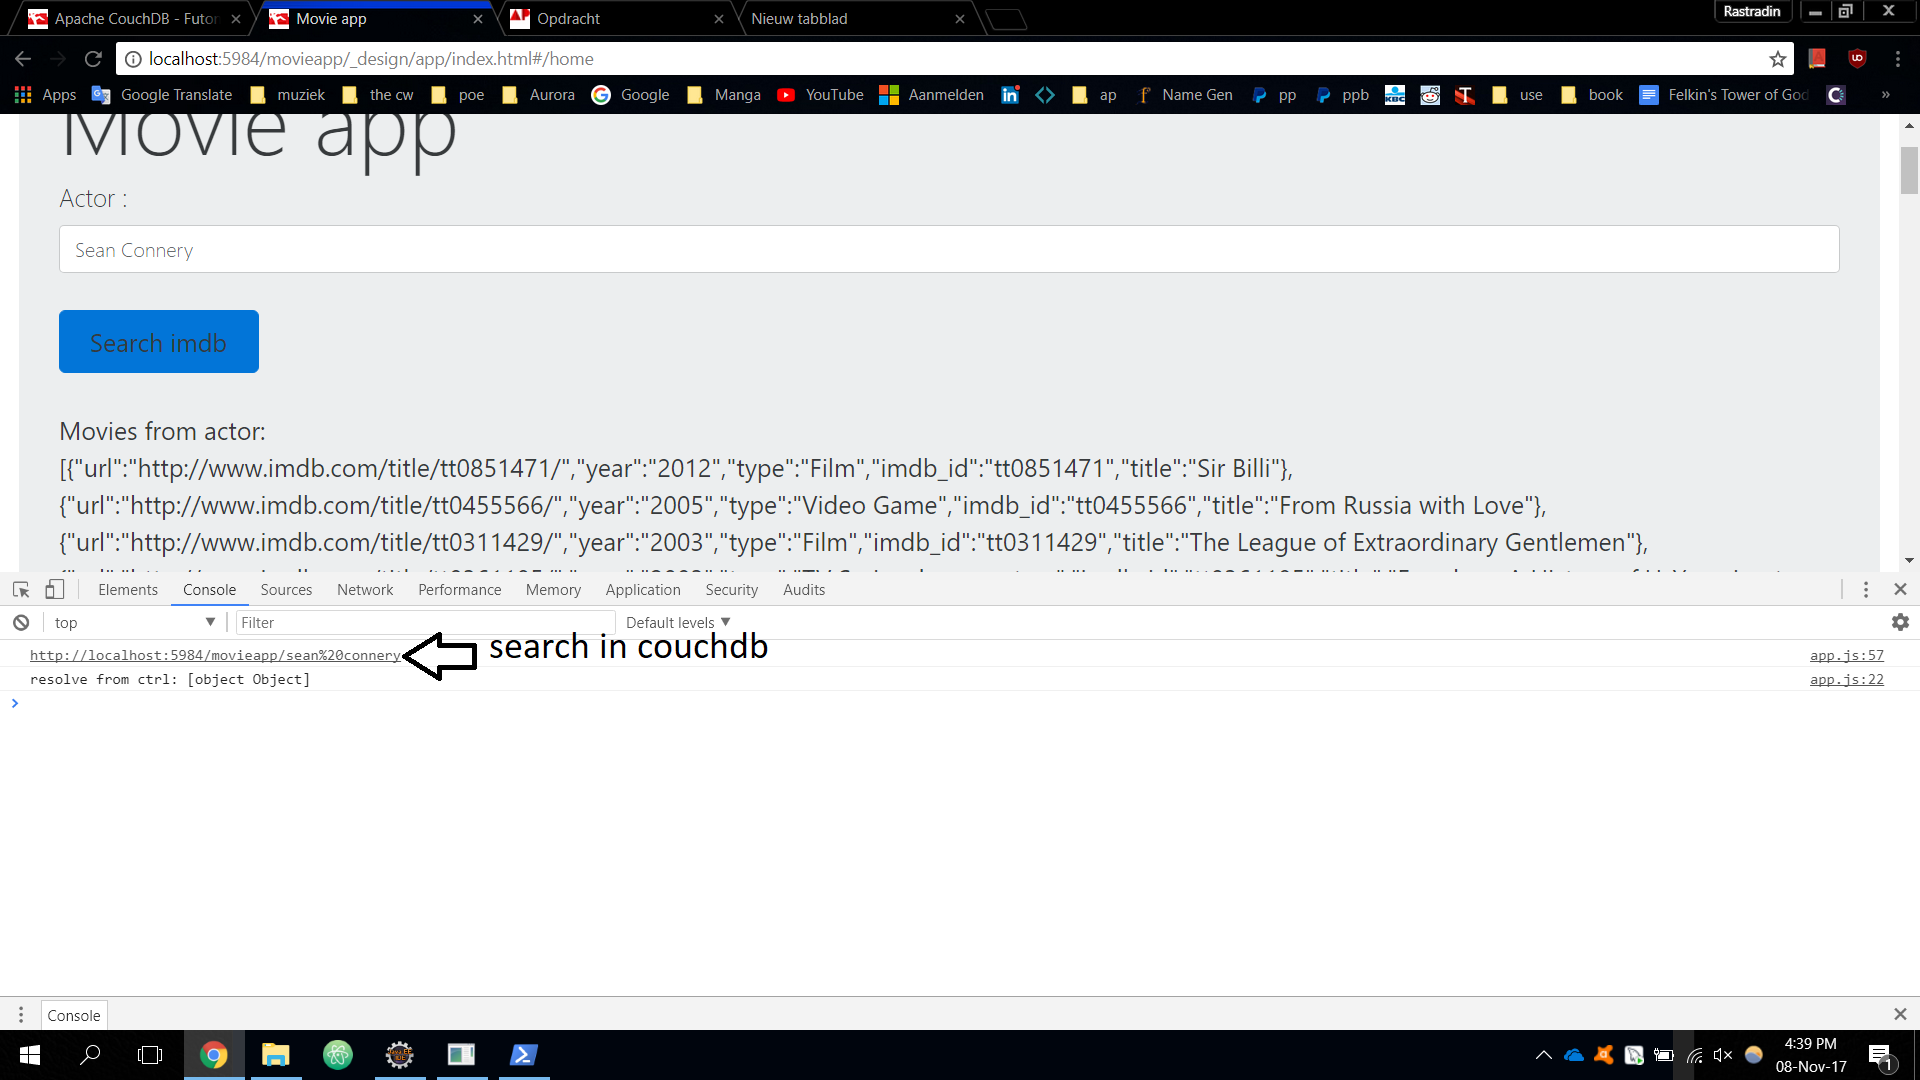 Apache CouchDB - Futon
Movie app
Opdracht
Nieuw tabblad
Rastradin
localhost:5984/movieapp/_design/app/index.html#/home
Apps Google Translate muziek the cw poe Aurora Google Manga YouTube Aanmelden ap Name Gen pp ppb use book Felkin's Tower of God »
Movie app
Actor :
Sean Connery
Search imdb
Movies from actor:
[{"url":"http://www.imdb.com/title/tt0851471/","year":"2012","type":"Film","imdb_id":"tt0851471","title":"Sir Billi"},
{"url":"http://www.imdb.com/title/tt0455566/","year":"2005","type":"Video Game","imdb_id":"tt0455566","title":"From Russia with Love"},
{"url":"http://www.imdb.com/title/tt0311429/","year":"2003","type":"Film","imdb_id":"tt0311429","title":"The League of Extraordinary Gentlemen"},
Elements Console Sources Network Performance Memory Application Security Audits
top Filter Default levels
http://localhost:5984/movieapp/sean%20connery app.js:57
search in couchdb
resolve from ctrl: [object Object] app.js:22
Console
4:39 PM
08-Nov-17
1